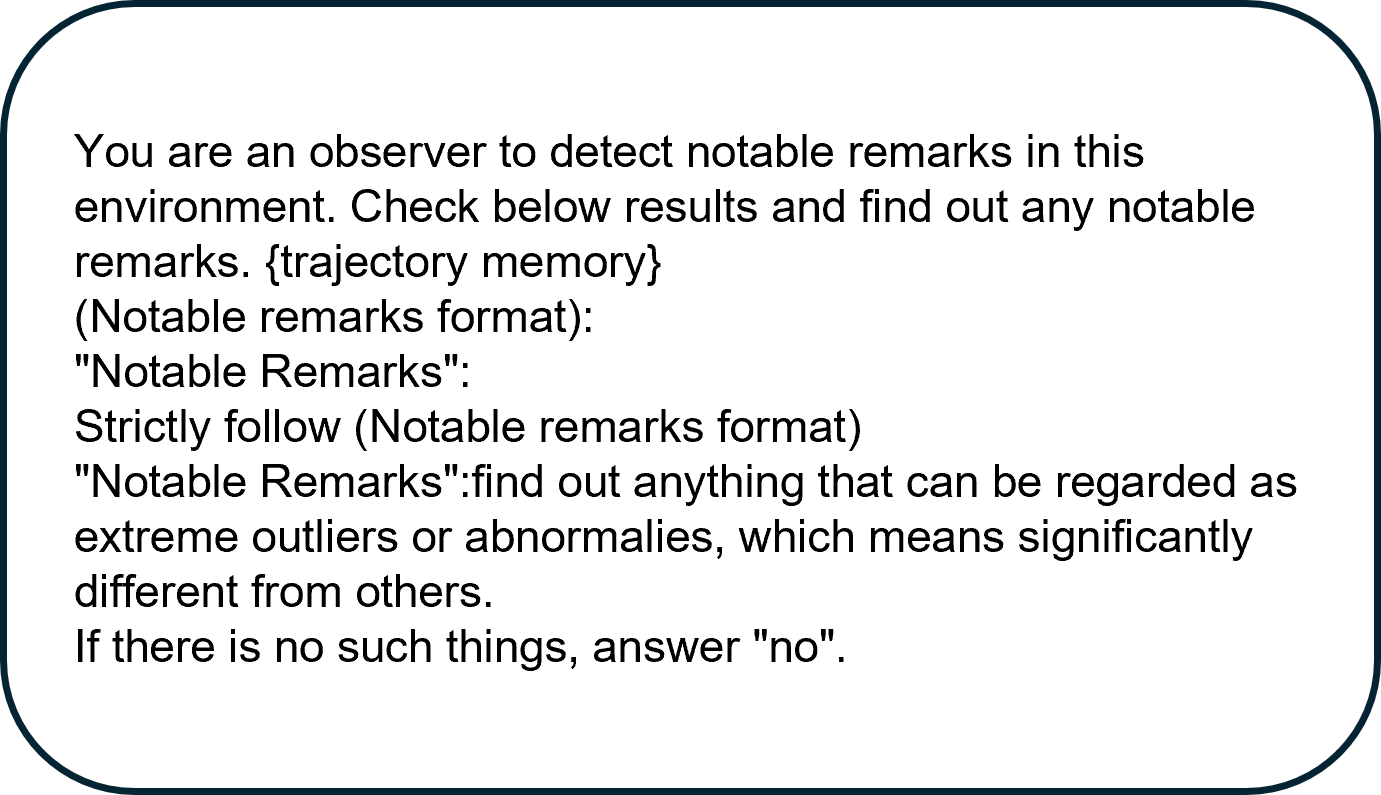 You are an observer to detect notable remarks in this
environment. Check below results and find out any notable
remarks. {trajectory memory}
(Notable remarks format):
"Notable Remarks":
Strictly follow (Notable remarks format)
"Notable Remarks":find out anything that can be regarded as
extreme outliers or abnormalies, which means significantly
different from others.
If there is no such things, answer "no".